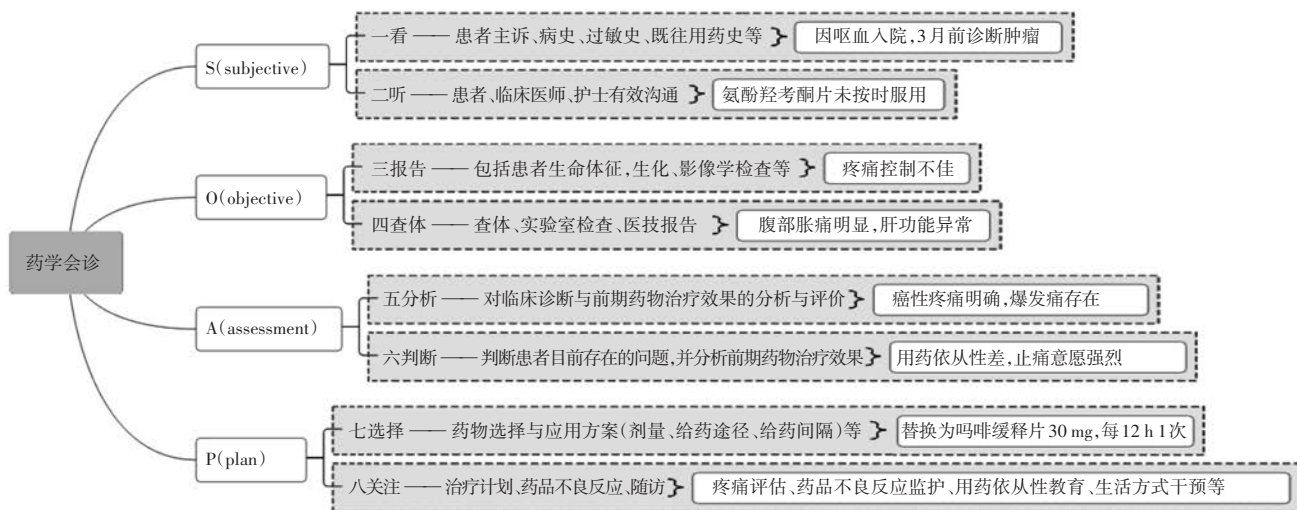 药学会诊
S(subjective)
一看 —— 患者主诉、病史、过敏史、既往用药史等
因呕血入院,3月前诊断肿瘤
二听 —— 患者、临床医师、护士有效沟通
氨酚羟考酮片未按时服用
O(objective)
三报告 —— 包括患者生命体征,生化、影像学检查等
疼痛控制不佳
四查体 —— 查体、实验室检查、医技报告
腹部胀痛明显,肝功能异常
A(assessment)
五分析 —— 对临床诊断与前期药物治疗效果的分析与评价
癌性疼痛明确,爆发痛存在
六判断 —— 判断患者目前存在的问题,并分析前期药物治疗效果
用药依从性差,止痛意愿强烈
P(plan)
七选择 —— 药物选择与应用方案(剂量、给药途径、给药间隔)等
替换为吗啡缓释片30 mg,每12 h 1次
八关注 —— 治疗计划、药品不良反应、随访
疼痛评估、药品不良反应监护、用药依从性教育、生活方式干预等